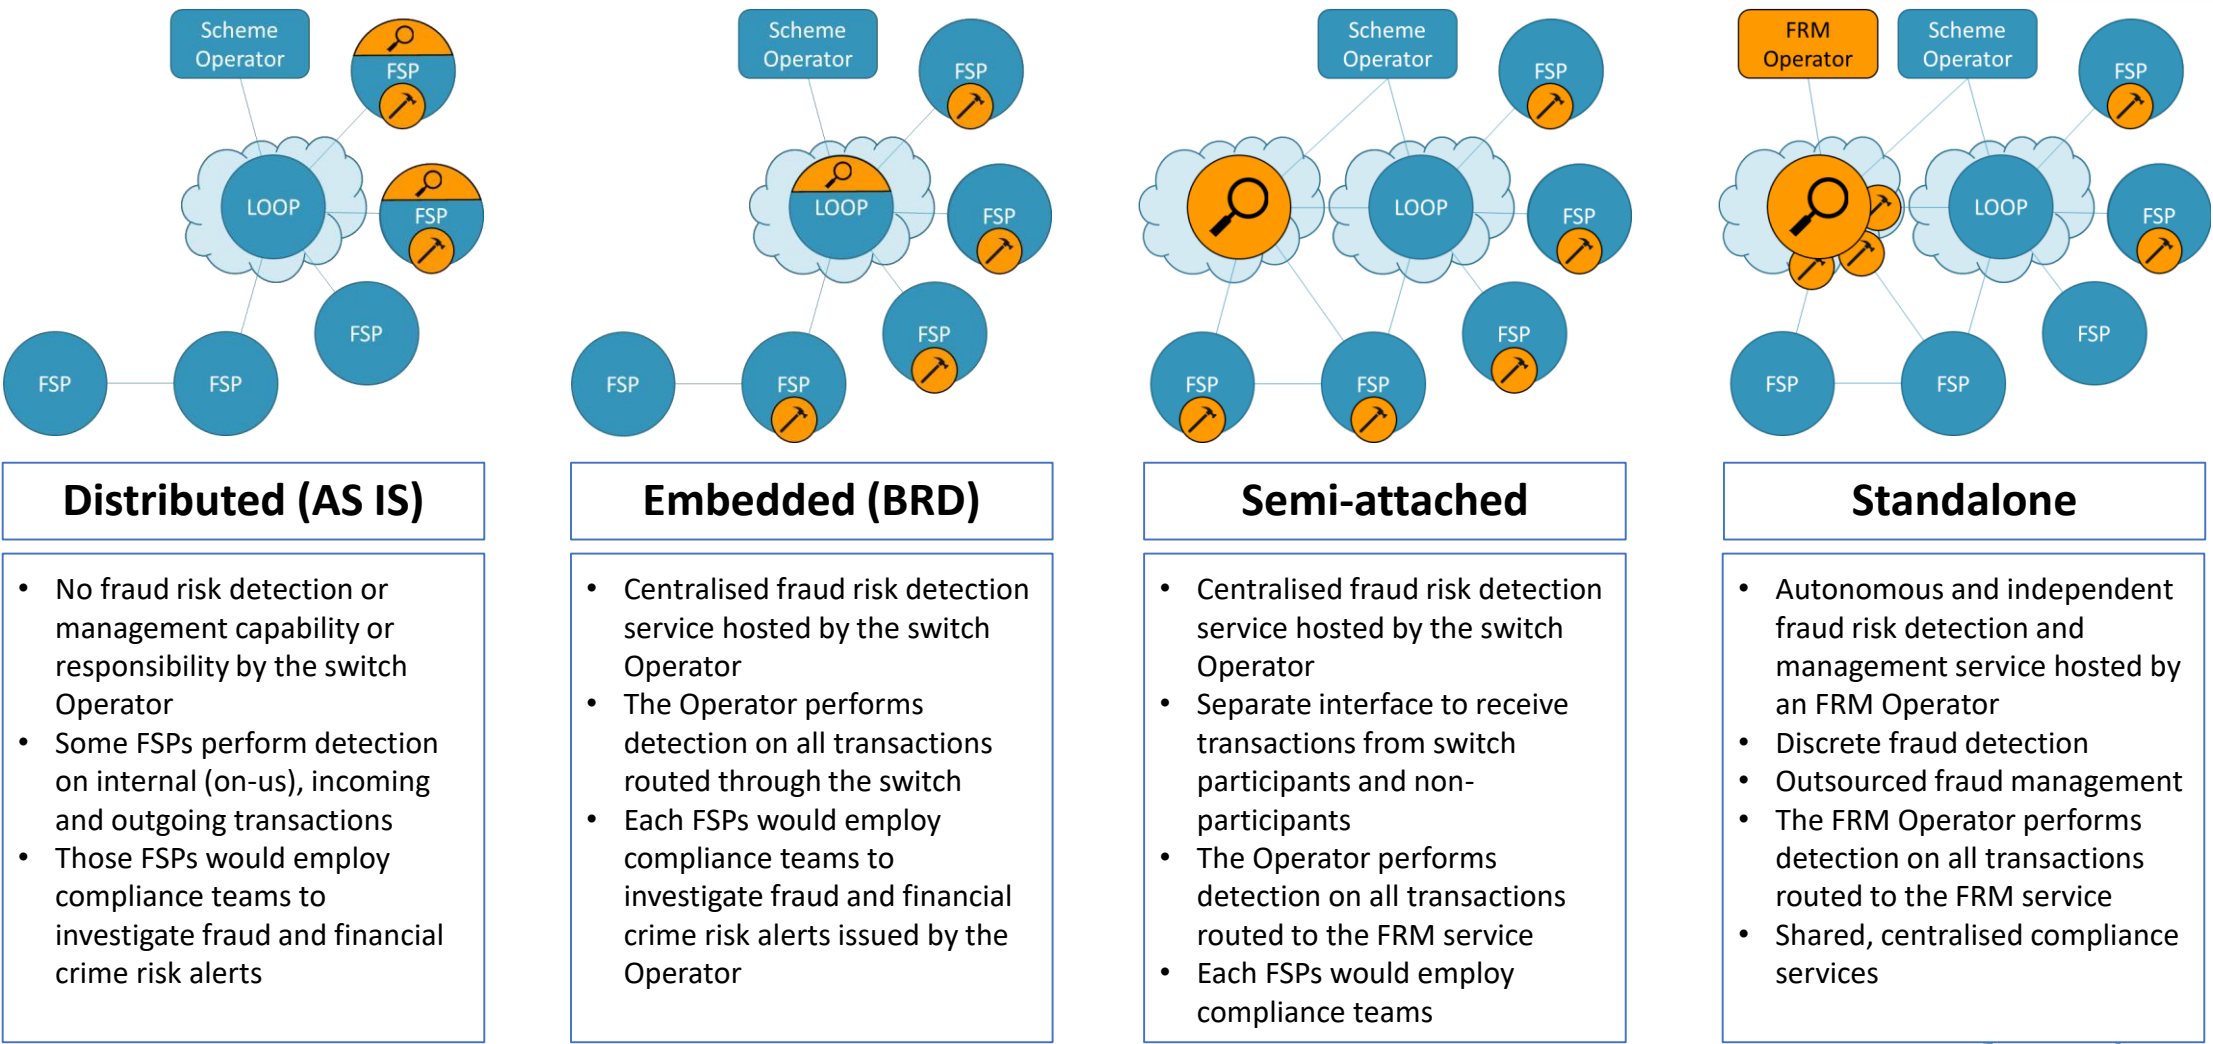 Scheme
Operator
FSP
LOOP
FSP
FSP
FSP
FSP
Scheme
Operator
FSP
LOOP
FSP
FSP
FSP
FSP
Scheme
Operator
FSP
LOOP
FSP
FSP
FSP
FSP
FRM
Operator
Scheme
Operator
FSP
LOOP
FSP
FSP
FSP
FSP
Distributed (AS IS)
• No fraud risk detection or
management capability or
responsibility by the switch
Operator
• Some FSPs perform detection
on internal (on-us), incoming
and outgoing transactions
• Those FSPs would employ
compliance teams to
investigate fraud and financial
crime risk alerts
Embedded (BRD)
• Centralised fraud risk detection
service hosted by the switch
Operator
• The Operator performs
detection on all transactions
routed through the switch
• Each FSPs would employ
compliance teams to
investigate fraud and financial
crime risk alerts issued by the
Operator
Semi-attached
• Centralised fraud risk detection
service hosted by the switch
Operator
• Separate interface to receive
transactions from switch
participants and non-
participants
• The Operator performs
detection on all transactions
routed to the FRM service
• Each FSPs would employ
compliance teams
Standalone
• Autonomous and independent
fraud risk detection and
management service hosted by
an FRM Operator
• Discrete fraud detection
• Outsourced fraud management
• The FRM Operator performs
detection on all transactions
routed to the FRM service
• Shared, centralised compliance
services